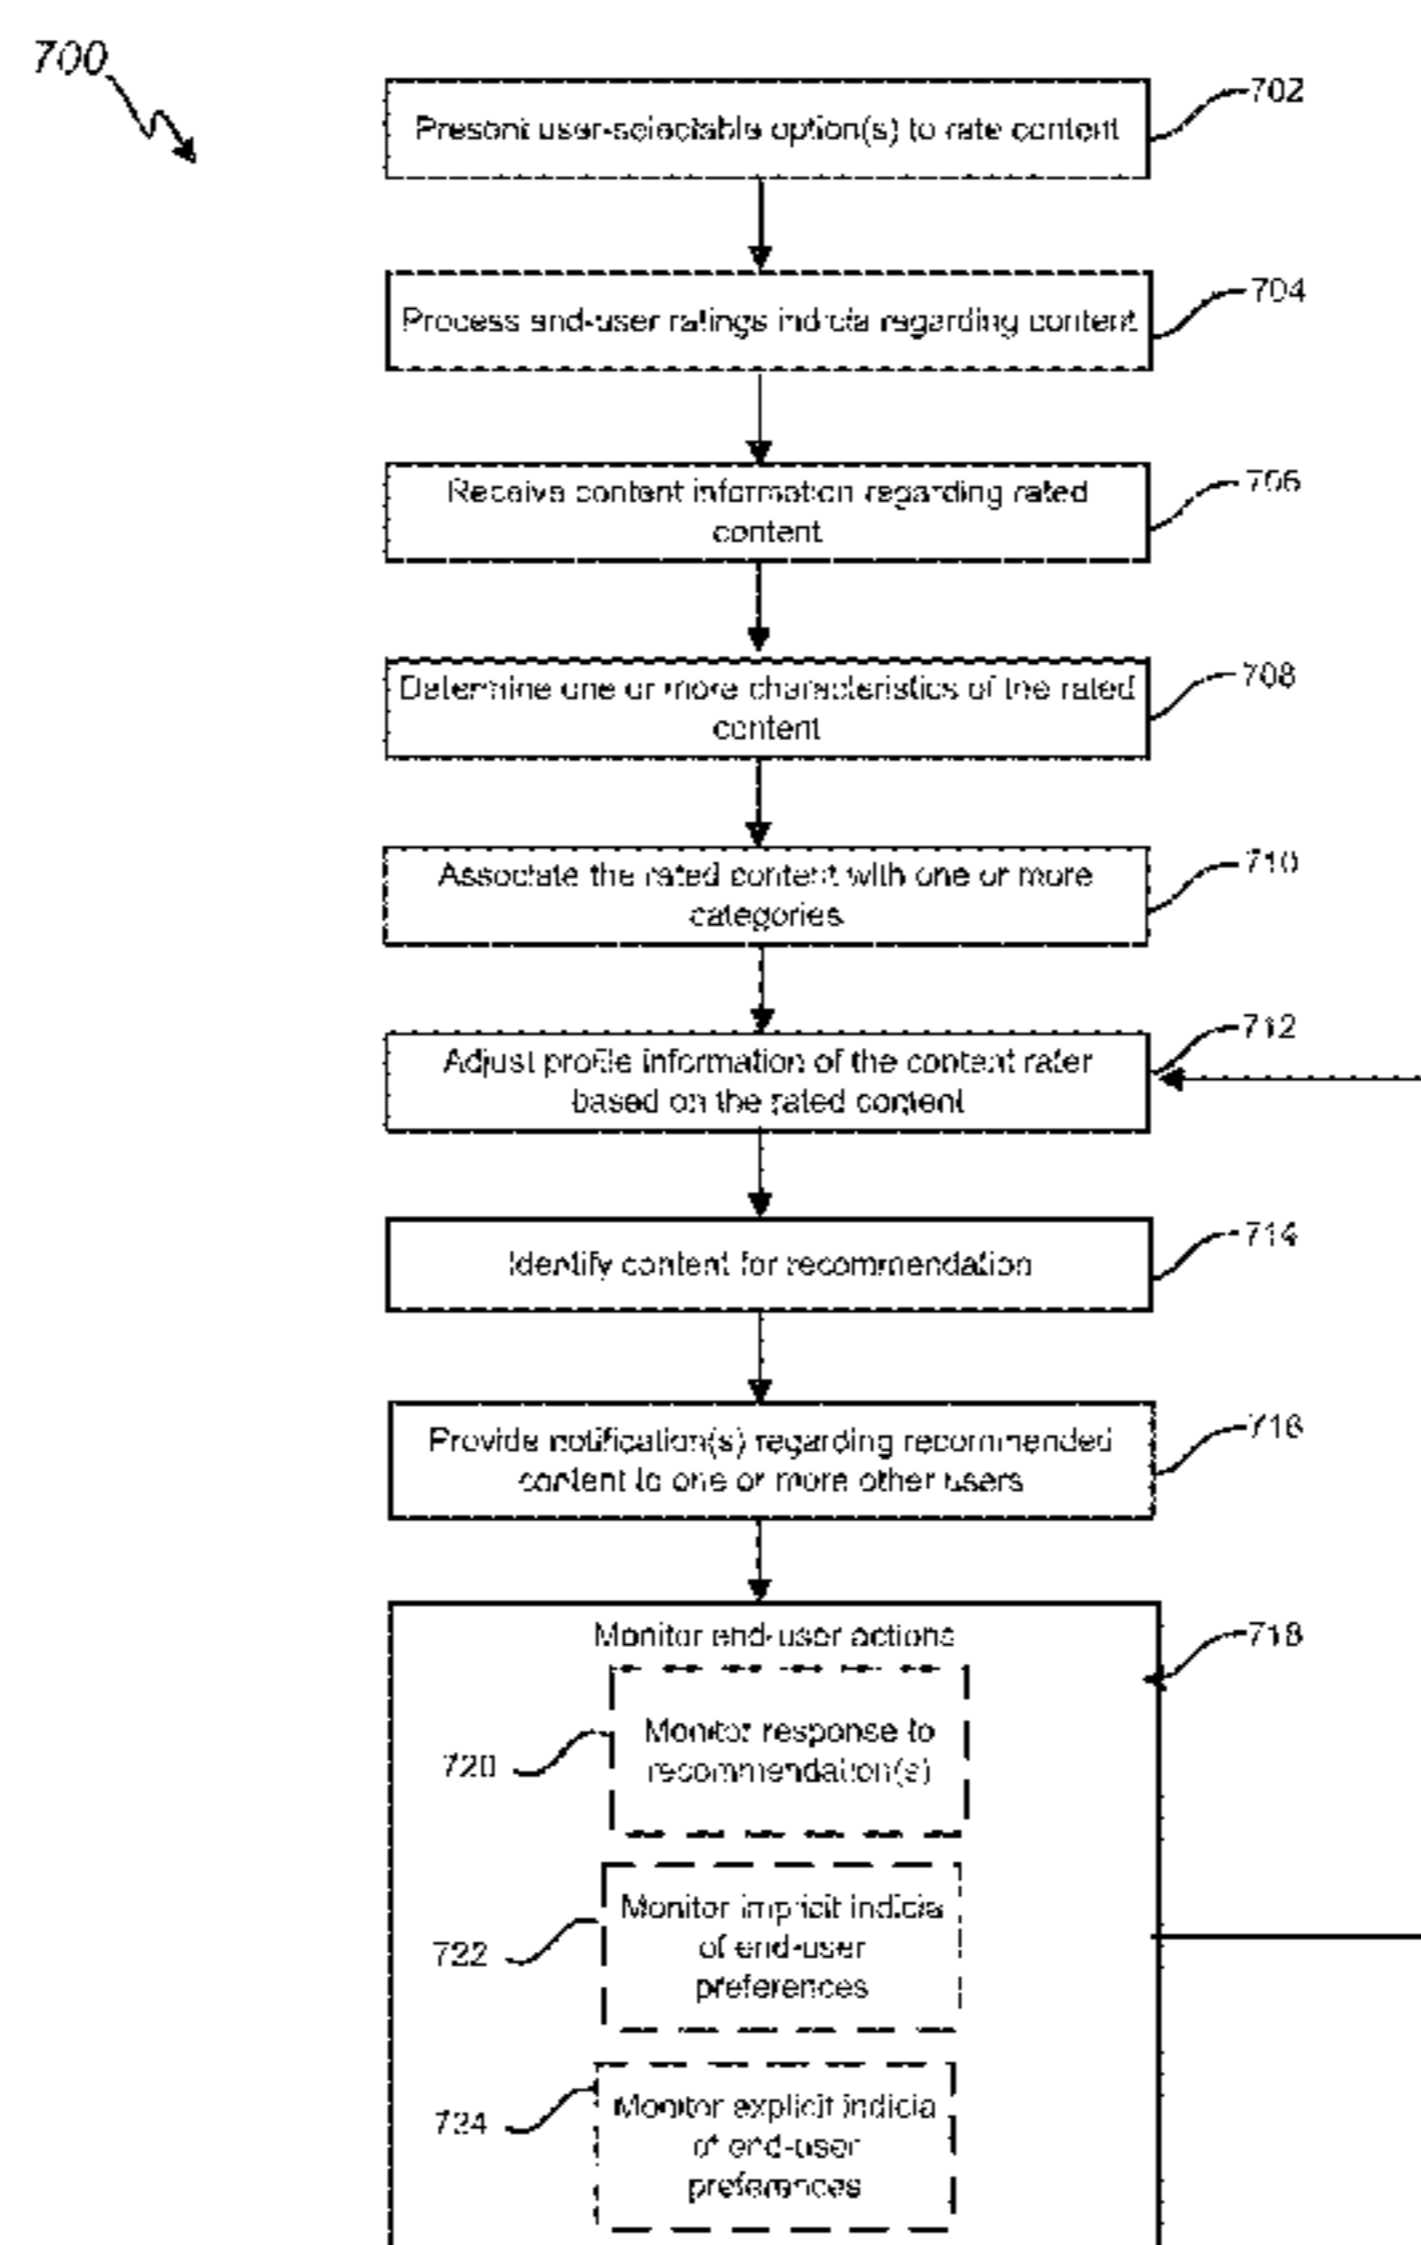 700
702
Present user-selectable option(s) to rate content
704
Process end-user ratings indicia regarding content
706
Receive content information regarding rated
content
708
Determine one or more characteristics of the rated
content
710
Associate the rated content with one or more
categories
712
Adjust profile information of the content rater
based on the rated content
714
Identify content for recommendation
716
Provide notification(s) regarding recommended
content to one or more other users
718
Monitor end-user actions
720
Monitor response to
recommendation(s)
722
Monitor implicit indicia
of end-user
preferences
724
Monitor explicit indicia
of end-user
preferences